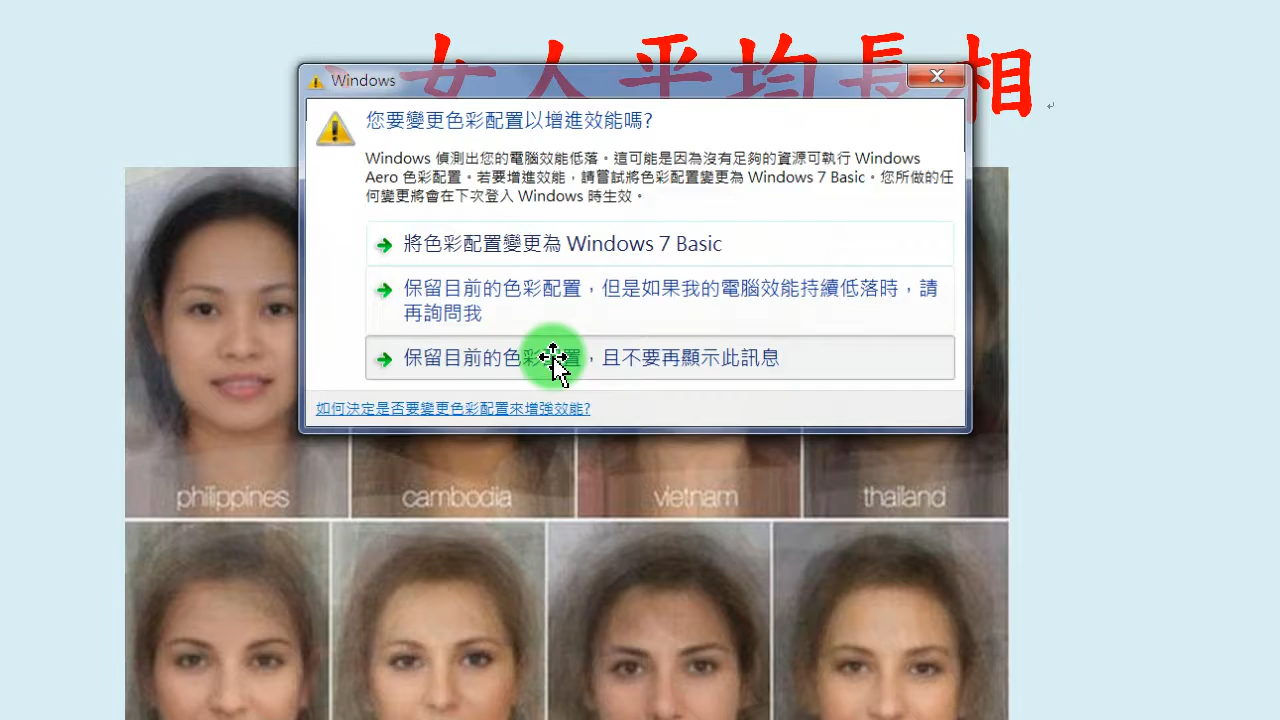 女人平均長相
Windows
您要變更色彩配置以增進效能嗎?
Windows 偵測出您的電腦效能低落。這可能是因為沒有足夠的資源可執行 Windows
Aero 色彩配置。若要增進效能，請嘗試將色彩配置變更為 Windows 7 Basic。您所做的任
何變更將會在下次登入 Windows 時生效。
將色彩配置變更為 Windows 7 Basic
保留目前的色彩配置，但是如果我的電腦效能持續低落時，請
再詢問我
保留目前的色彩配置，且不要再顯示此訊息
如何決定是否要變更色彩配置來增強效能?
philippines
cambodia
vietnam
thailand